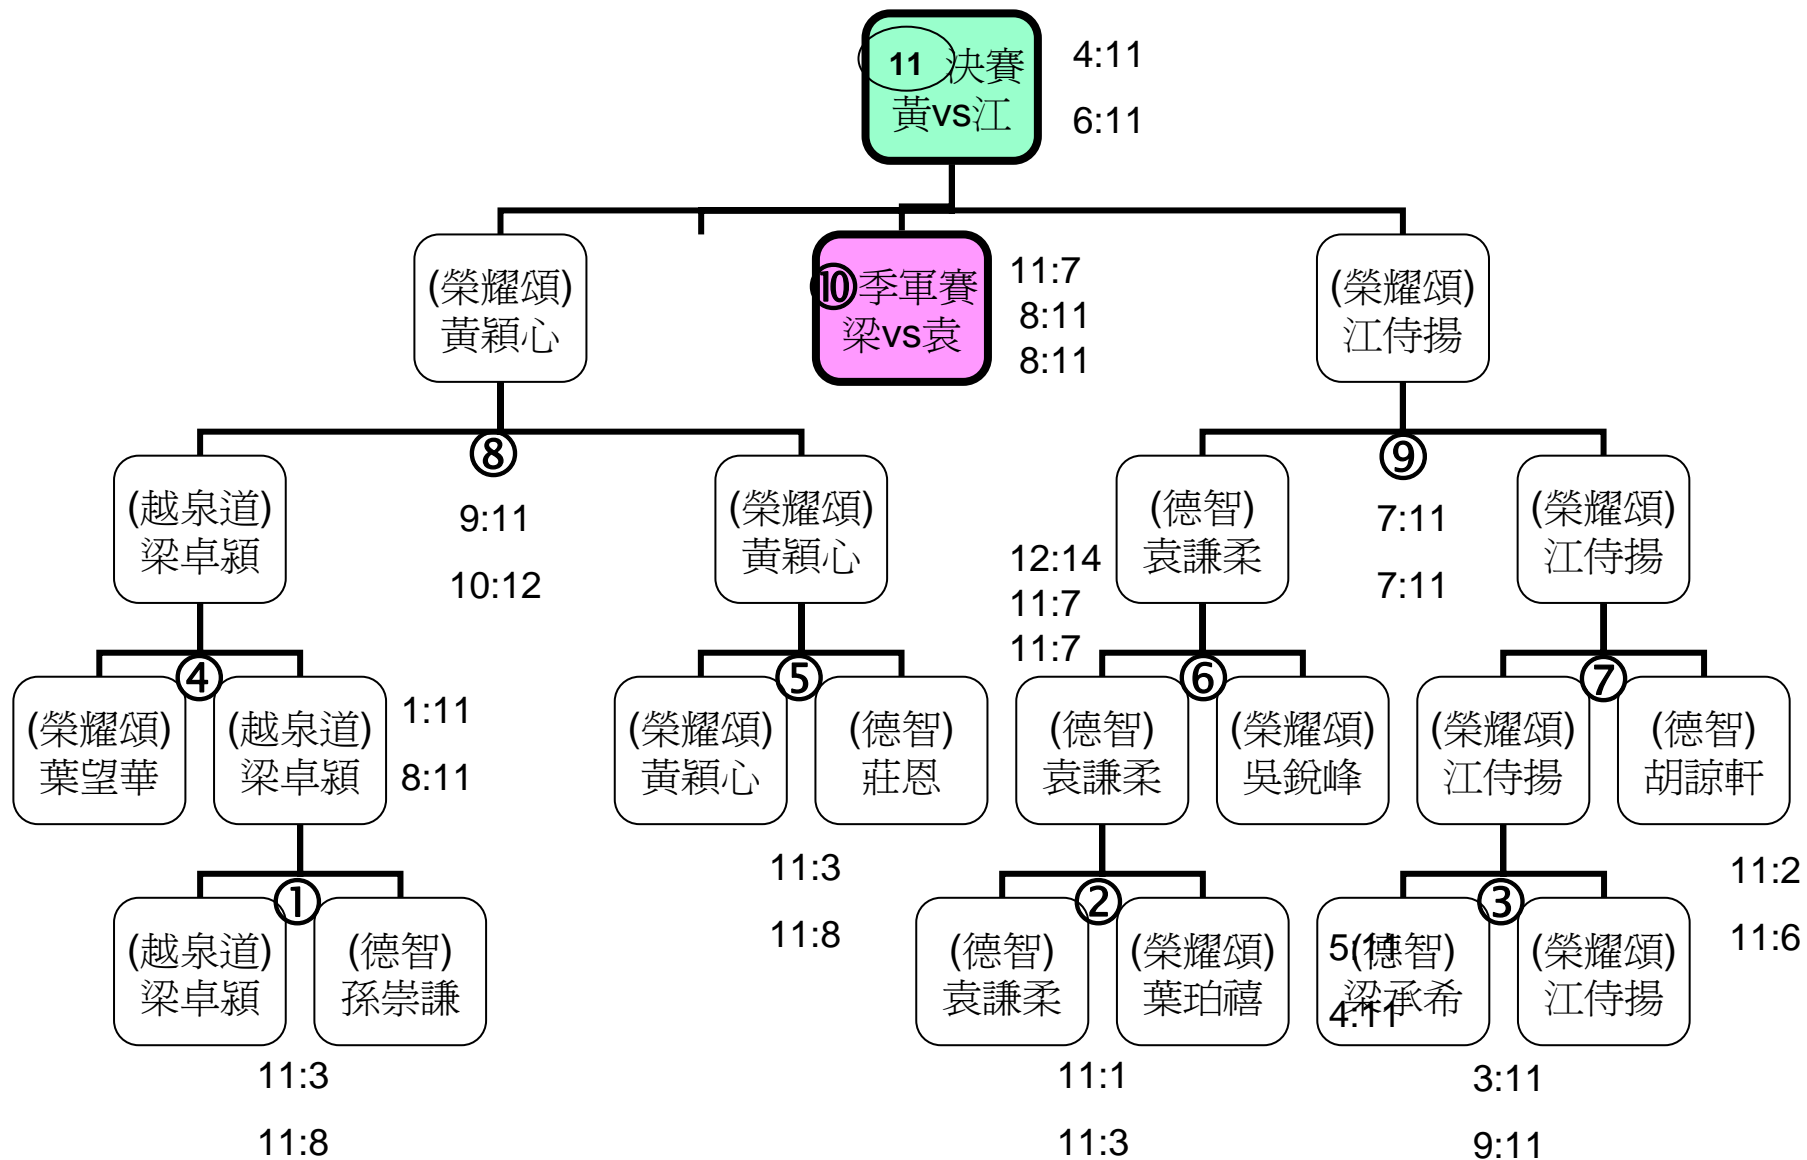 11 決賽
黃vs江
4:11
6:11
(榮耀頌)
黃穎心
⑩季軍賽
梁vs袁
11:7
8:11
8:11
(榮耀頌)
江侍揚
⑧
9:11
10:12
⑨
7:11
7:11
(越泉道)
梁卓潁
(榮耀頌)
黃穎心
(德智)
袁謙柔
(榮耀頌)
江侍揚
12:14
11:7
11:7
④
⑤
⑥
⑦
(榮耀頌)
葉望華
(越泉道)
梁卓潁
1:11
8:11
(榮耀頌)
黃穎心
(德智)
莊恩
(德智)
袁謙柔
(榮耀頌)
吳銳峰
(榮耀頌)
江侍揚
(德智)
胡諒軒
11:3
11:8
11:2
11:6
①
②
③
(越泉道)
梁卓潁
(德智)
孫崇謙
(德智)
袁謙柔
(榮耀頌)
葉珀禧
5:11
4:11
(德智)
梁承希
(榮耀頌)
江侍揚
11:3
11:8
11:1
11:3
3:11
9:11